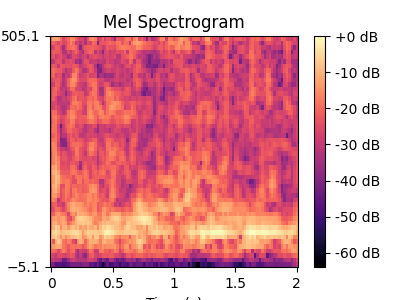 Mel Spectrogram
505.1
−5.1
0
0.5
1
1.5
2
+0 dB
-10 dB
-20 dB
-30 dB
-40 dB
-50 dB
-60 dB